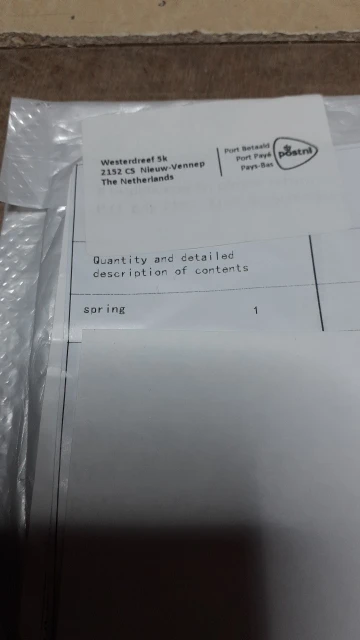 Westerdreef 5k
2152 CS Nieuw-Vennep
The Netherlands
Port Betaald
Port Payé
Pays-Bas
postnl
Quantity and detailed
description of contents
spring 1